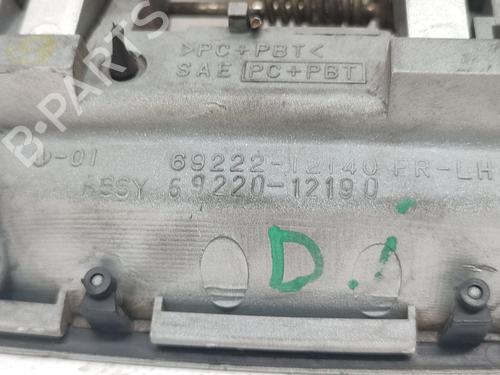 >PC+PBT<
SAE PC+PBT
D-01 69222-12140 FR-LH
ASSY 69220-12190
D.I
B-PARTS